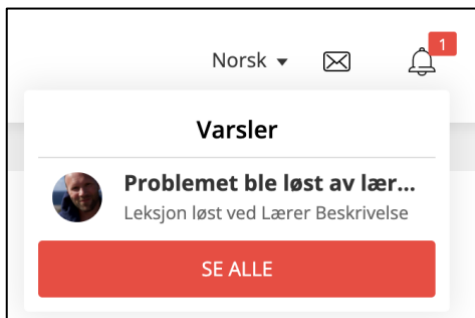 Norsk
1
Varsler
Problemet ble løst av lær...
Leksjon løst ved Lærer Beskrivelse
SE ALLE